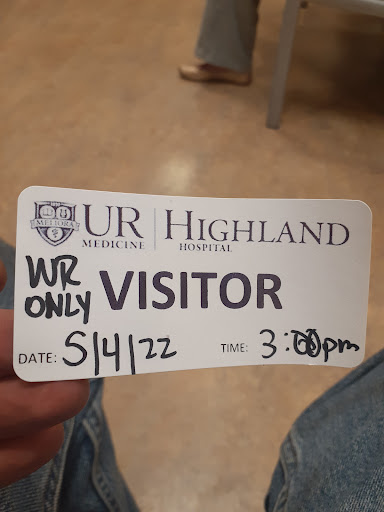 MELIORA
UR MEDICINE
HIGHLAND HOSPITAL
WR ONLY
VISITOR
DATE: 5/4/22
TIME: 3:00pm